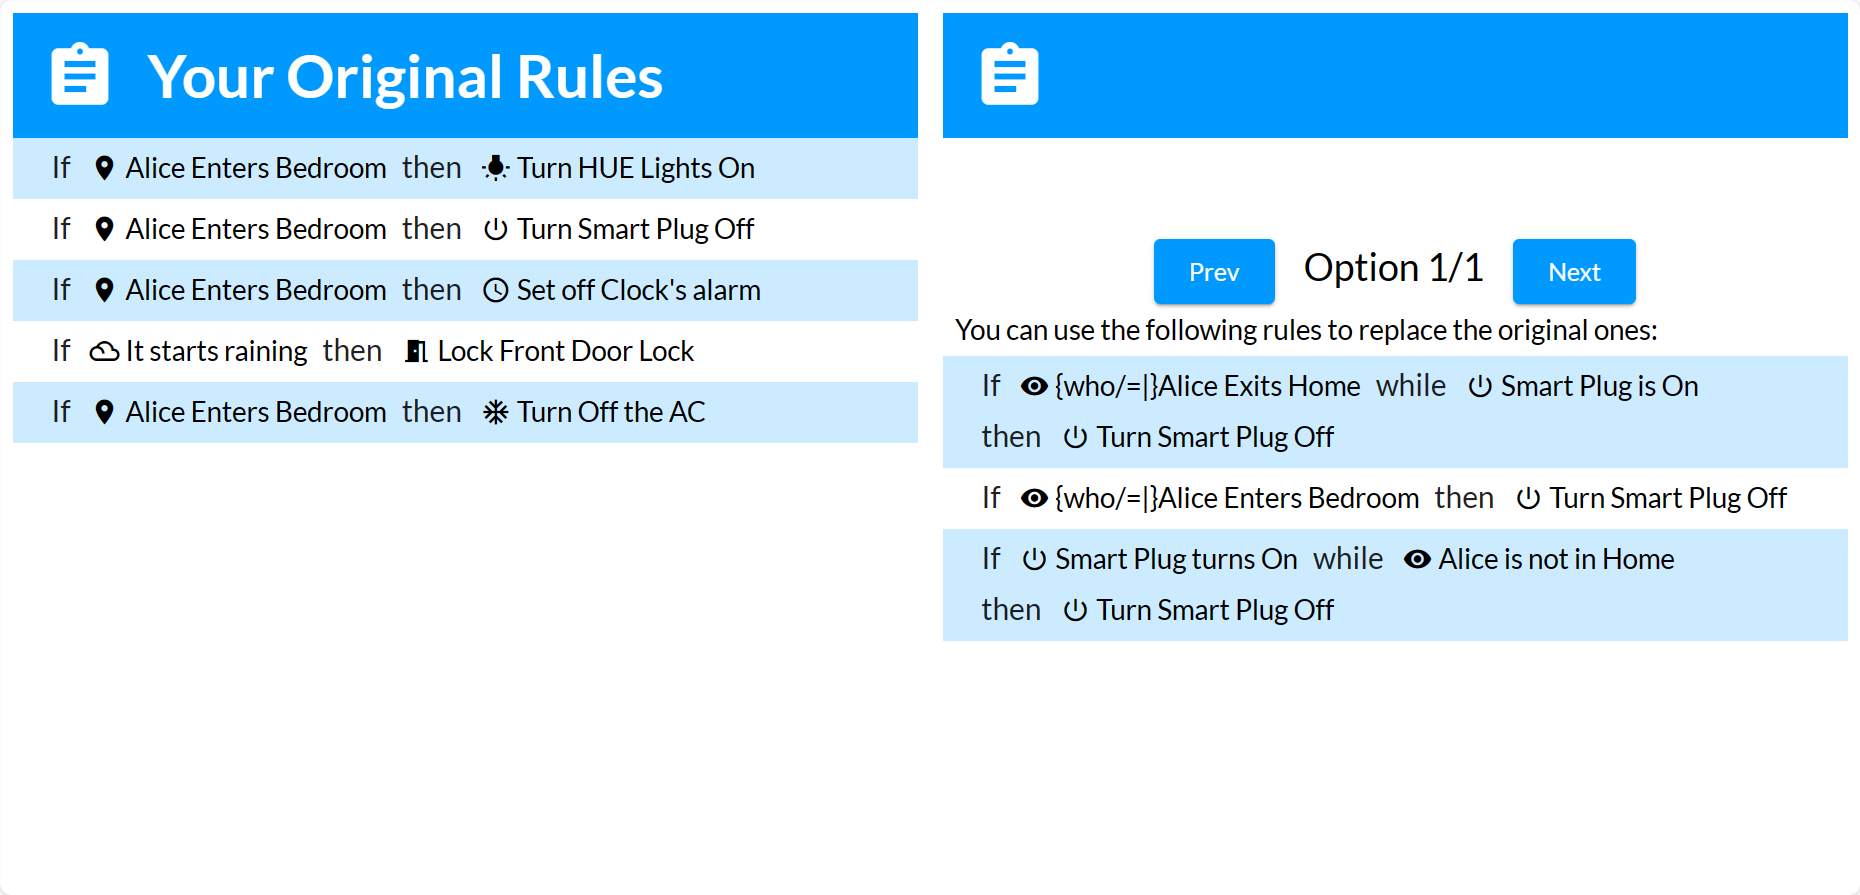 Your Original Rules
If Alice Enters Bedroom then Turn HUE Lights On
If Alice Enters Bedroom then Turn Smart Plug Off
If Alice Enters Bedroom then Set off Clock's alarm
If It starts raining then Lock Front Door Lock
If Alice Enters Bedroom then Turn Off the AC
Prev Option 1/1 Next
You can use the following rules to replace the original ones:
If {who/=|}Alice Exits Home while Smart Plug is On
then Turn Smart Plug Off
If {who/=|}Alice Enters Bedroom then Turn Smart Plug Off
If Smart Plug turns On while Alice is not in Home
then Turn Smart Plug Off